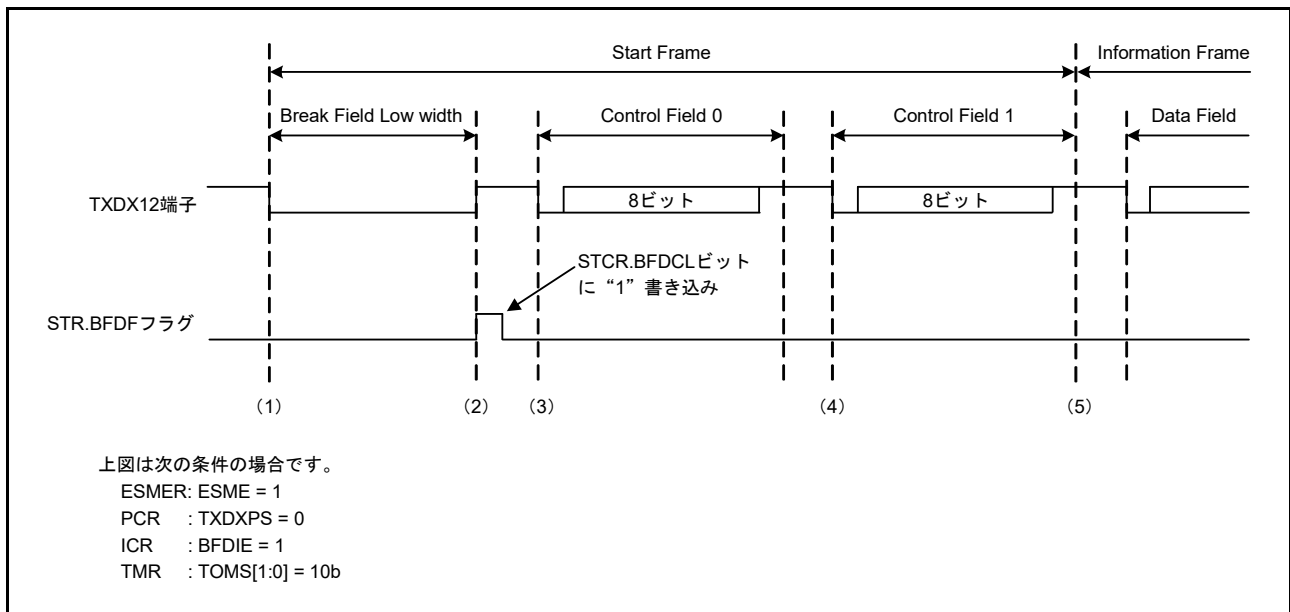 Start Frame
Information Frame
Break Field Low width
Control Field 0
Control Field 1
Data Field
TXDX12端子
8ビット
8ビット
STCR.BFDCLビット
に“1”書き込み
STR.BFDFフラグ
（1）
（2）
（3）
（4）
（5）
上図は次の条件の場合です。
ESMER: ESME = 1
PCR : TXDXPS = 0
ICR : BFDIE = 1
TMR : TOMS[1:0] = 10b